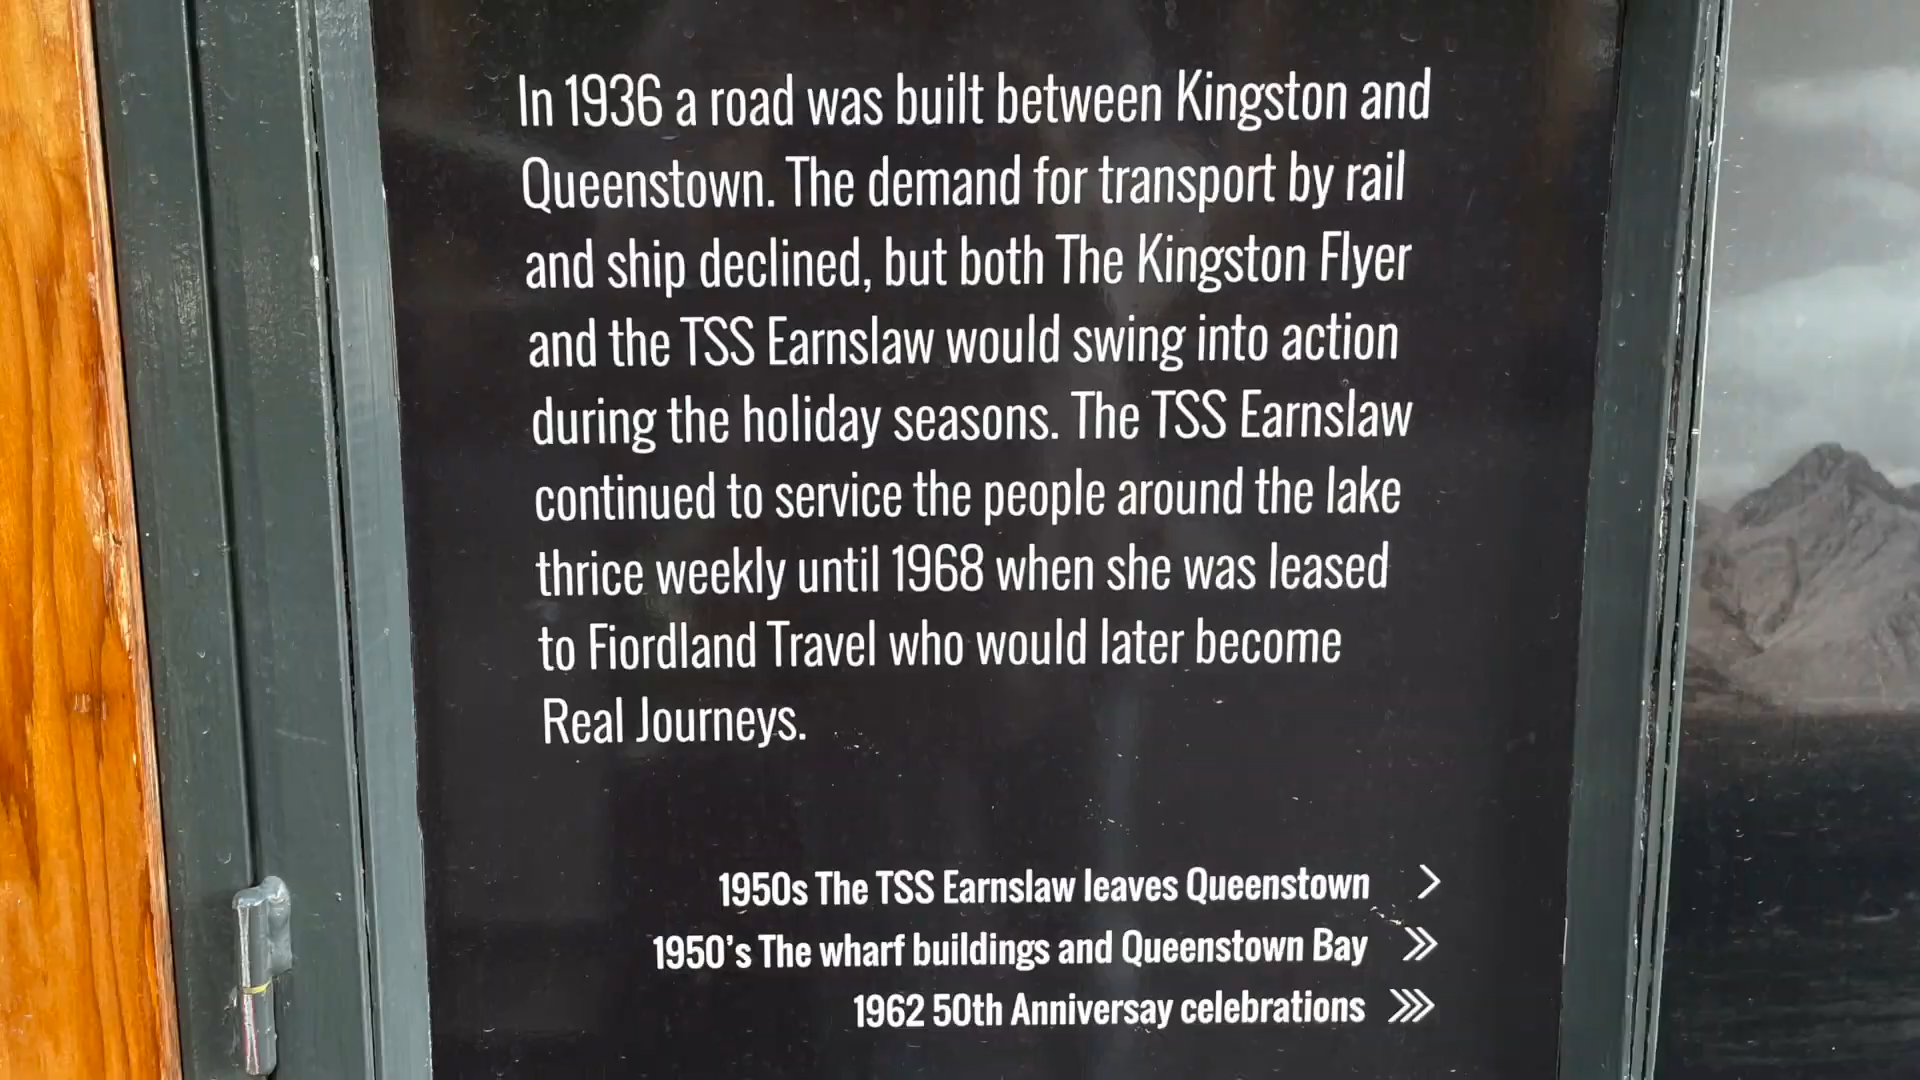 In 1936 a road was built between Kingston and
Queenstown. The demand for transport by rail
and ship declined, but both The Kingston Flyer
and the TSS Earnslaw would swing into action
during the holiday seasons. The TSS Earnslaw
continued to service the people around the lake
thrice weekly until 1968 when she was leased
to Fiordland Travel who would later become
Real Journeys.
1950s The TSS Earnslaw leaves Queenstown >
1950’s The wharf buildings and Queenstown Bay >>
1962 50th Anniversay celebrations >>>